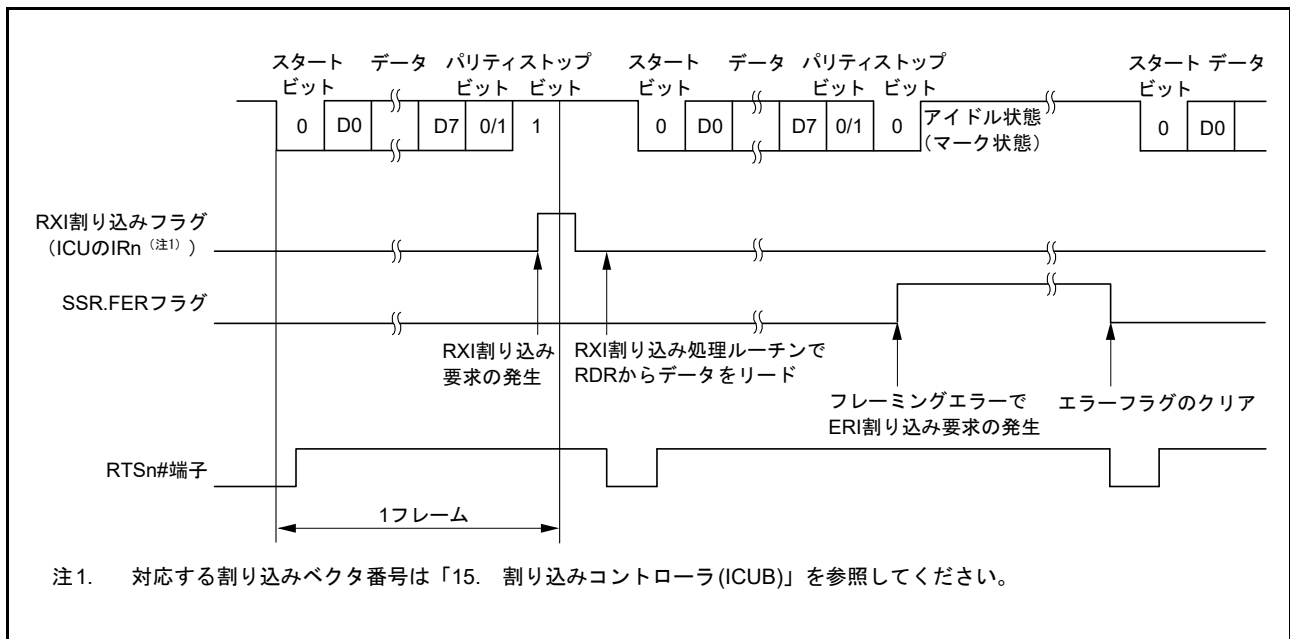 スタート データ パリティストップ スタート データ パリティストップ スタート データ
ビット ビット ビット ビット ビット ビット ビット
0 D0 D7 0/1 1 0 D0 D7 0/1 0 アイドル状態 0 D0
（マーク状態）
RXI割り込みフラグ
（ICUのIRn（注1））
SSR.FERフラグ
RXI割り込み
要求の発生
RXI割り込み処理ルーチンで
RDRからデータをリード
フレーミングエラーで
ERI割り込み要求の発生
エラーフラグのクリア
RTSn#端子
1フレーム
注1. 対応する割り込みベクタ番号は「15. 割り込みコントローラ(ICUB)」を参照してください。